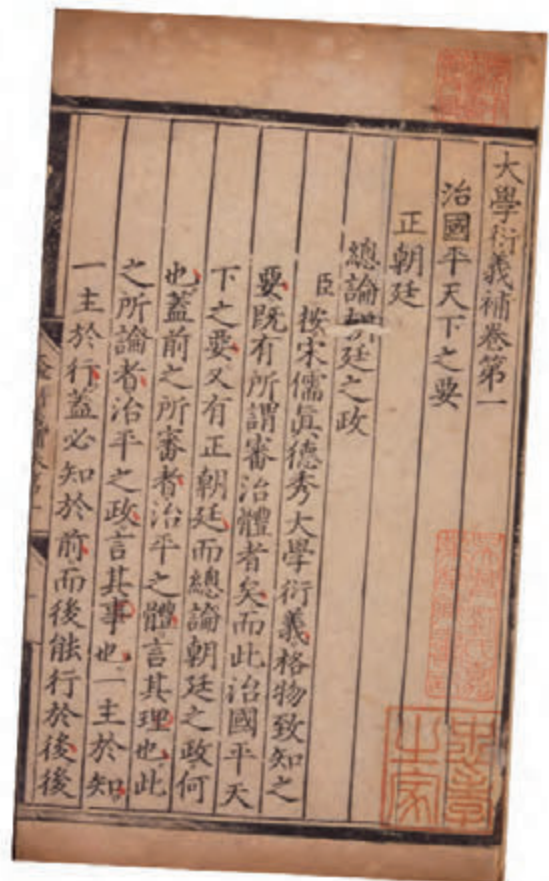 大學衍義補卷第一
治國平天下之要
正朝廷
總論朝廷之政
臣按宋儒眞德秀大學衍義格物致知之
要既有所謂審治體者矣而此治國平天
下之要又有正朝廷而總論朝廷之政何
也蓋前之所審者治平之體言其理也此
之所論者治平之政言其事也一主於知
一主於行蓋必知於前而後能行於後後